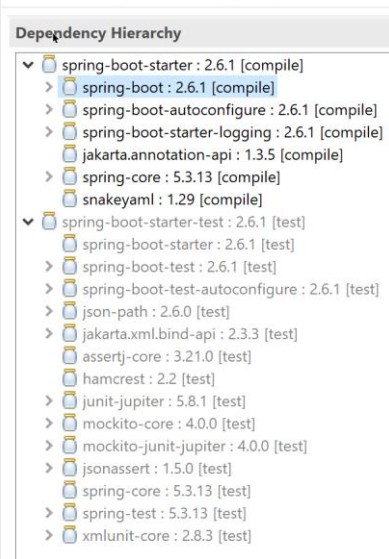 Dependency Hierarchy
spring-boot-starter : 2.6.1 [compile]
spring-boot : 2.6.1 [compile]
spring-boot-autoconfigure : 2.6.1 [compile]
spring-boot-starter-logging : 2.6.1 [compile]
jakarta.annotation-api : 1.3.5 [compile]
spring-core : 5.3.13 [compile]
snakeyaml : 1.29 [compile]
spring-boot-starter-test : 2.6.1 [test]
spring-boot-starter : 2.6.1 [test]
spring-boot-test : 2.6.1 [test]
spring-boot-test-autoconfigure : 2.6.1 [test]
json-path : 2.6.0 [test]
jakarta.xml.bind-api : 2.3.3 [test]
assertj-core : 3.21.0 [test]
hamcrest : 2.2 [test]
junit-jupiter : 5.8.1 [test]
mockito-core : 4.0.0 [test]
mockito-junit-jupiter : 4.0.0 [test]
jsonassert : 1.5.0 [test]
spring-core : 5.3.13 [test]
spring-test : 5.3.13 [test]
xmlunit-core : 2.8.3 [test]